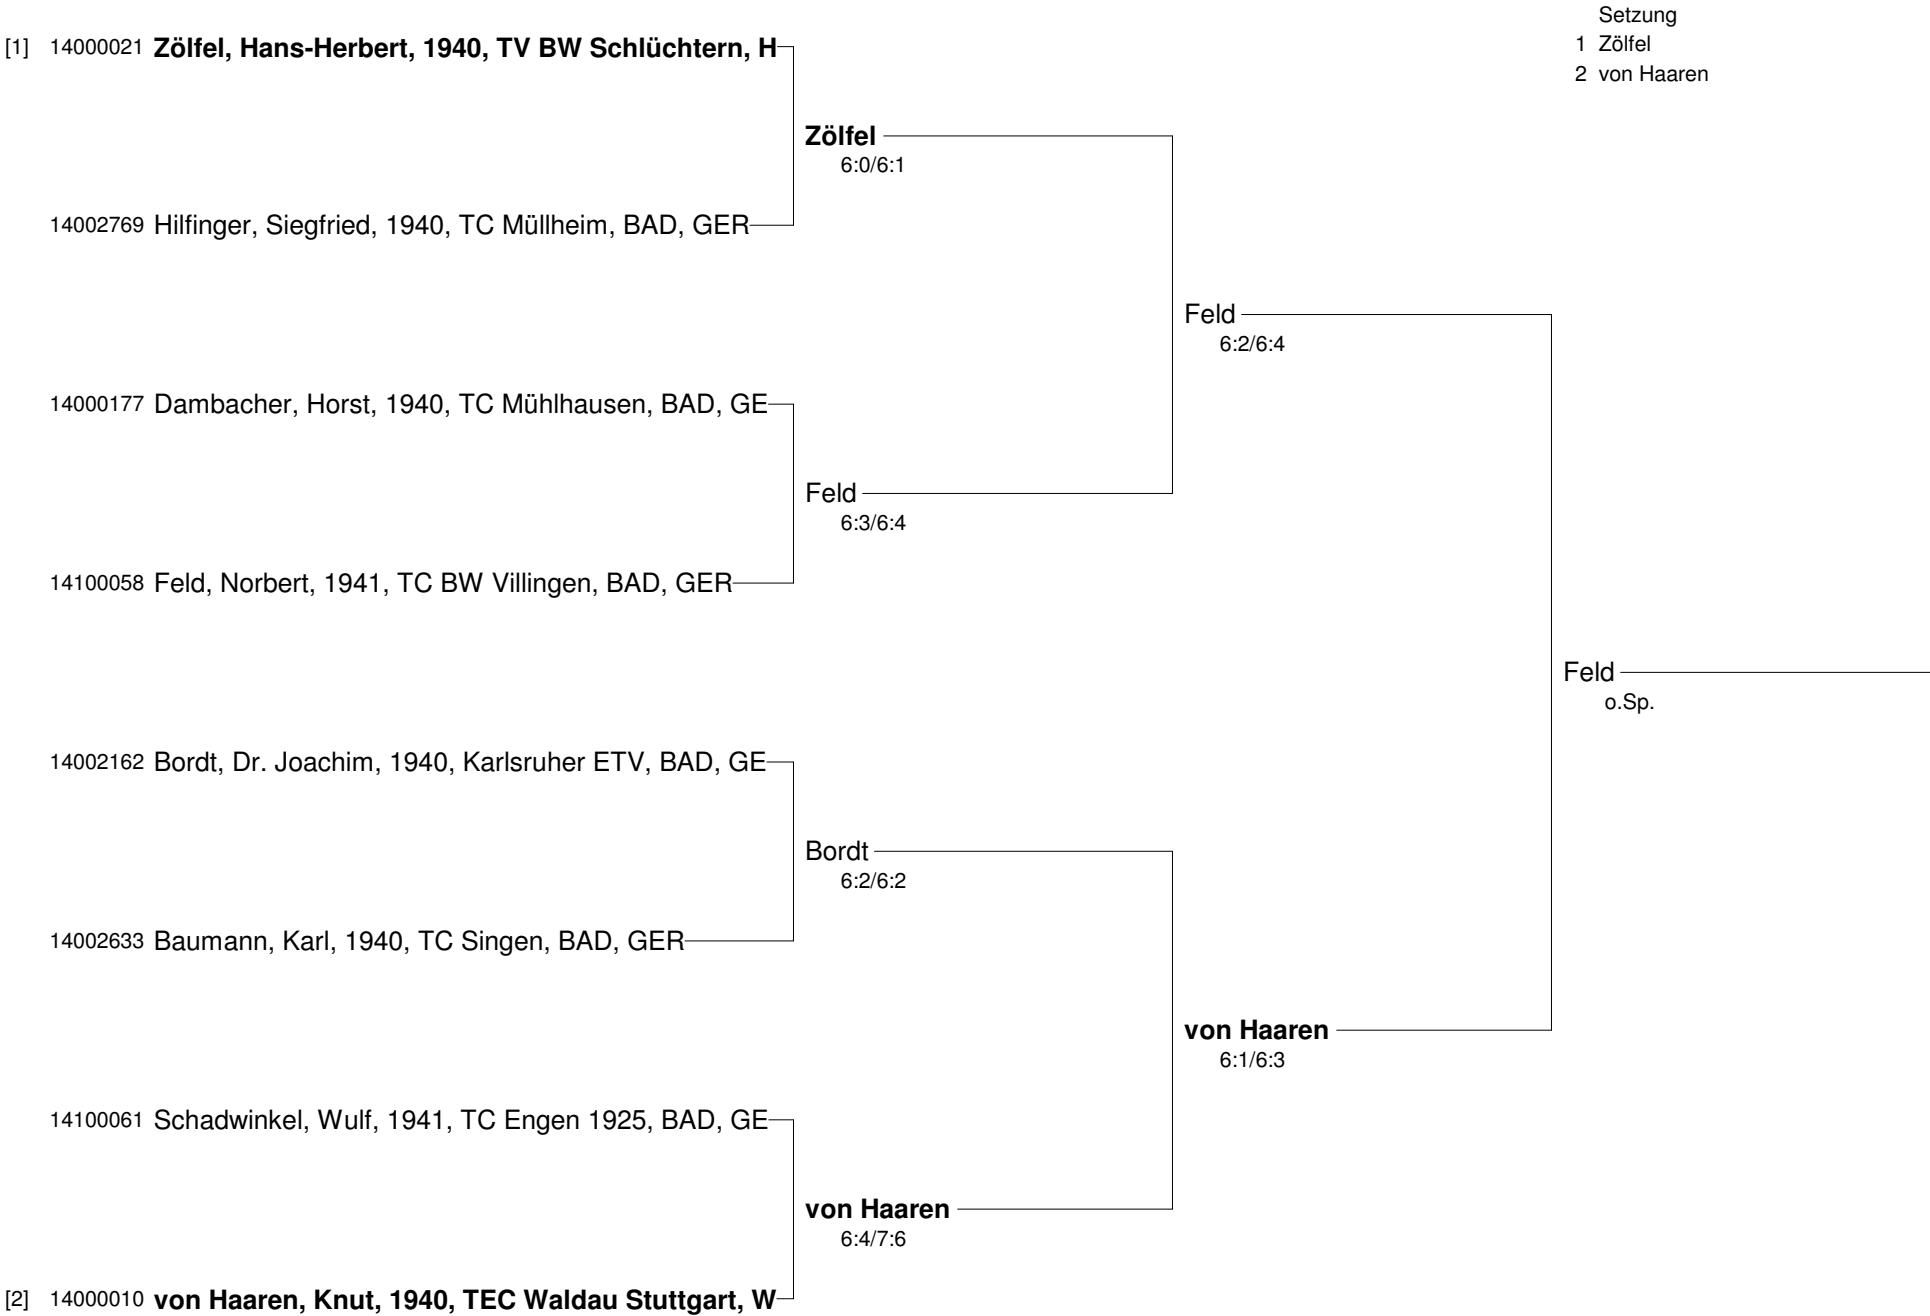 Setzung
1 Zölfel
2 von Haaren
[1] 14000021 Zölfel, Hans-Herbert, 1940, TV BW Schlüchtern, H
Zölfel
6:0/6:1
14002769 Hilfinger, Siegfried, 1940, TC Müllheim, BAD, GER
Feld
6:2/6:4
14000177 Dambacher, Horst, 1940, TC Mühlhausen, BAD, GE
Feld
6:3/6:4
14100058 Feld, Norbert, 1941, TC BW Villingen, BAD, GER
Feld
o.Sp.
14002162 Bordt, Dr. Joachim, 1940, Karlsruher ETV, BAD, GE
Bordt
6:2/6:2
14002633 Baumann, Karl, 1940, TC Singen, BAD, GER
von Haaren
6:1/6:3
14100061 Schadwinkel, Wulf, 1941, TC Engen 1925, BAD, GE
von Haaren
6:4/7:6
[2] 14000010 von Haaren, Knut, 1940, TEC Waldau Stuttgart, W